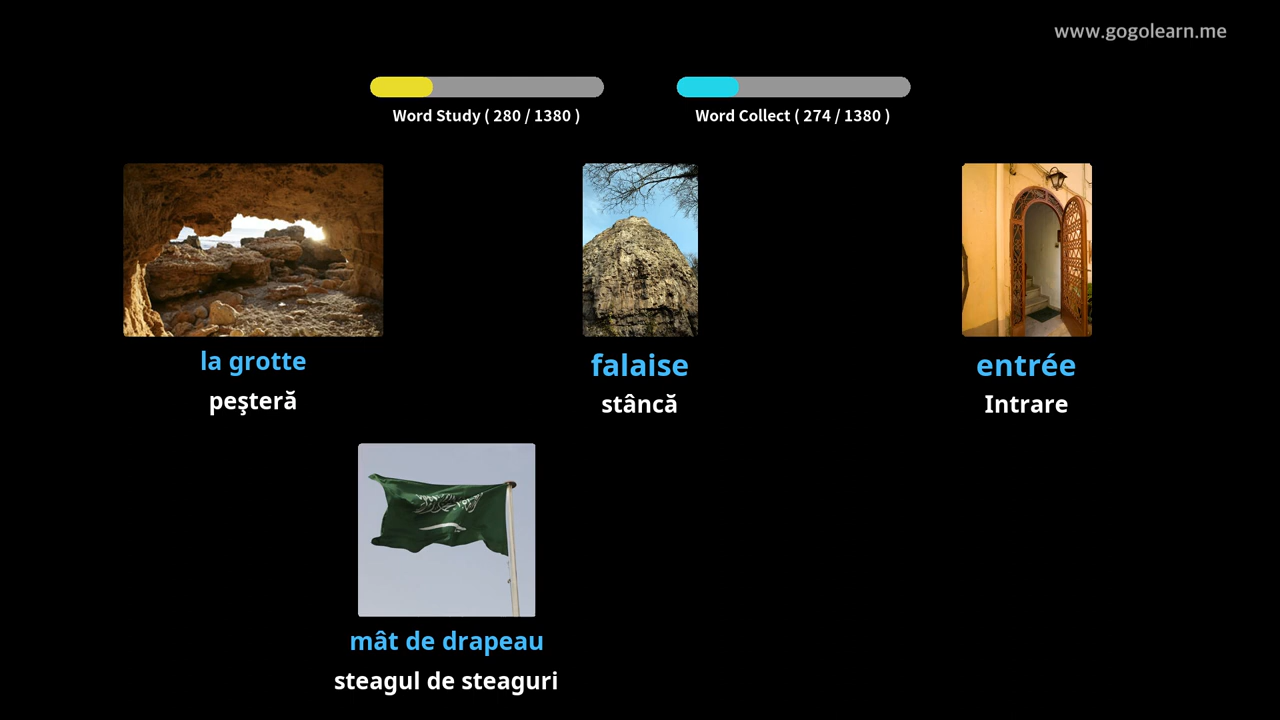 www.gogolearn.me
Word Study ( 280 / 1380 )
Word Collect ( 274 / 1380 )
la grotte
peşteră
falaise
stâncă
entrée
Intrare
mât de drapeau
steagul de steaguri